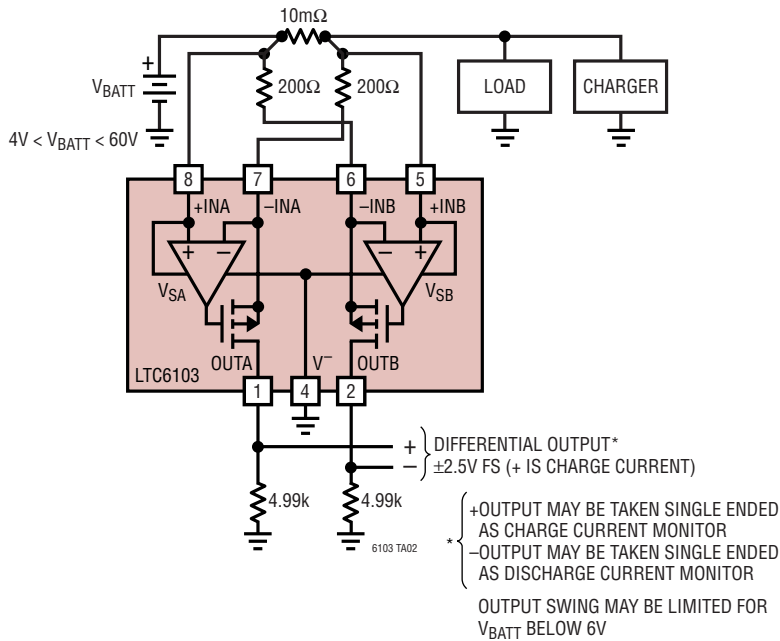 10mΩ
+
V_BATT
200Ω
200Ω
LOAD
CHARGER
4V < V_BATT < 60V
8
7
6
5
+INA
–INA
–INB
+INB
+
–
–
+
V_SA
V_SB
OUTA
V–
OUTB
LTC6103
1
4
2
+
–
DIFFERENTIAL OUTPUT*
±2.5V FS (+ IS CHARGE CURRENT)
4.99k
4.99k
6103 TA02
*
+OUTPUT MAY BE TAKEN SINGLE ENDED
AS CHARGE CURRENT MONITOR
–OUTPUT MAY BE TAKEN SINGLE ENDED
AS DISCHARGE CURRENT MONITOR
OUTPUT SWING MAY BE LIMITED FOR
V_BATT BELOW 6V